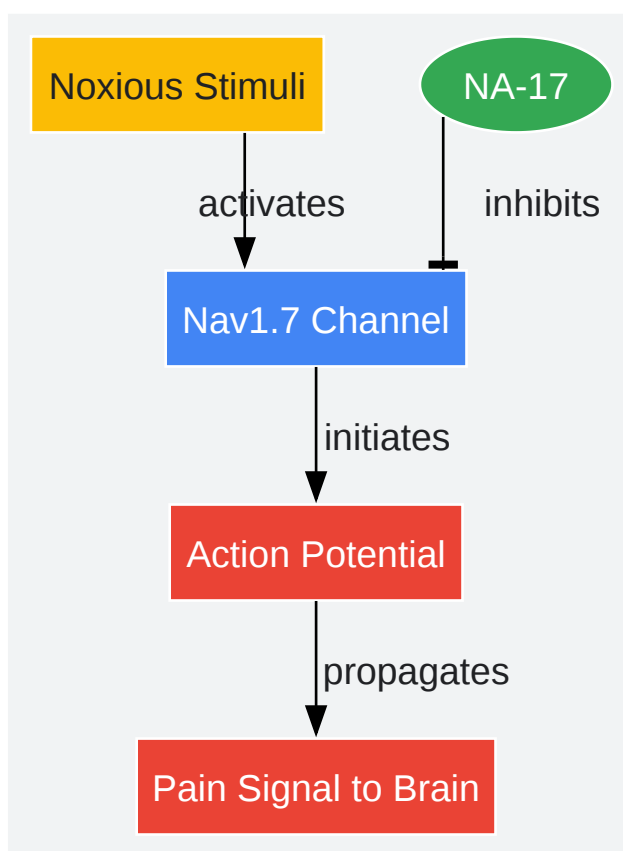 Noxious Stimuli
NA-17
activates
inhibits
Nav1.7 Channel
initiates
Action Potential
propagates
Pain Signal to Brain